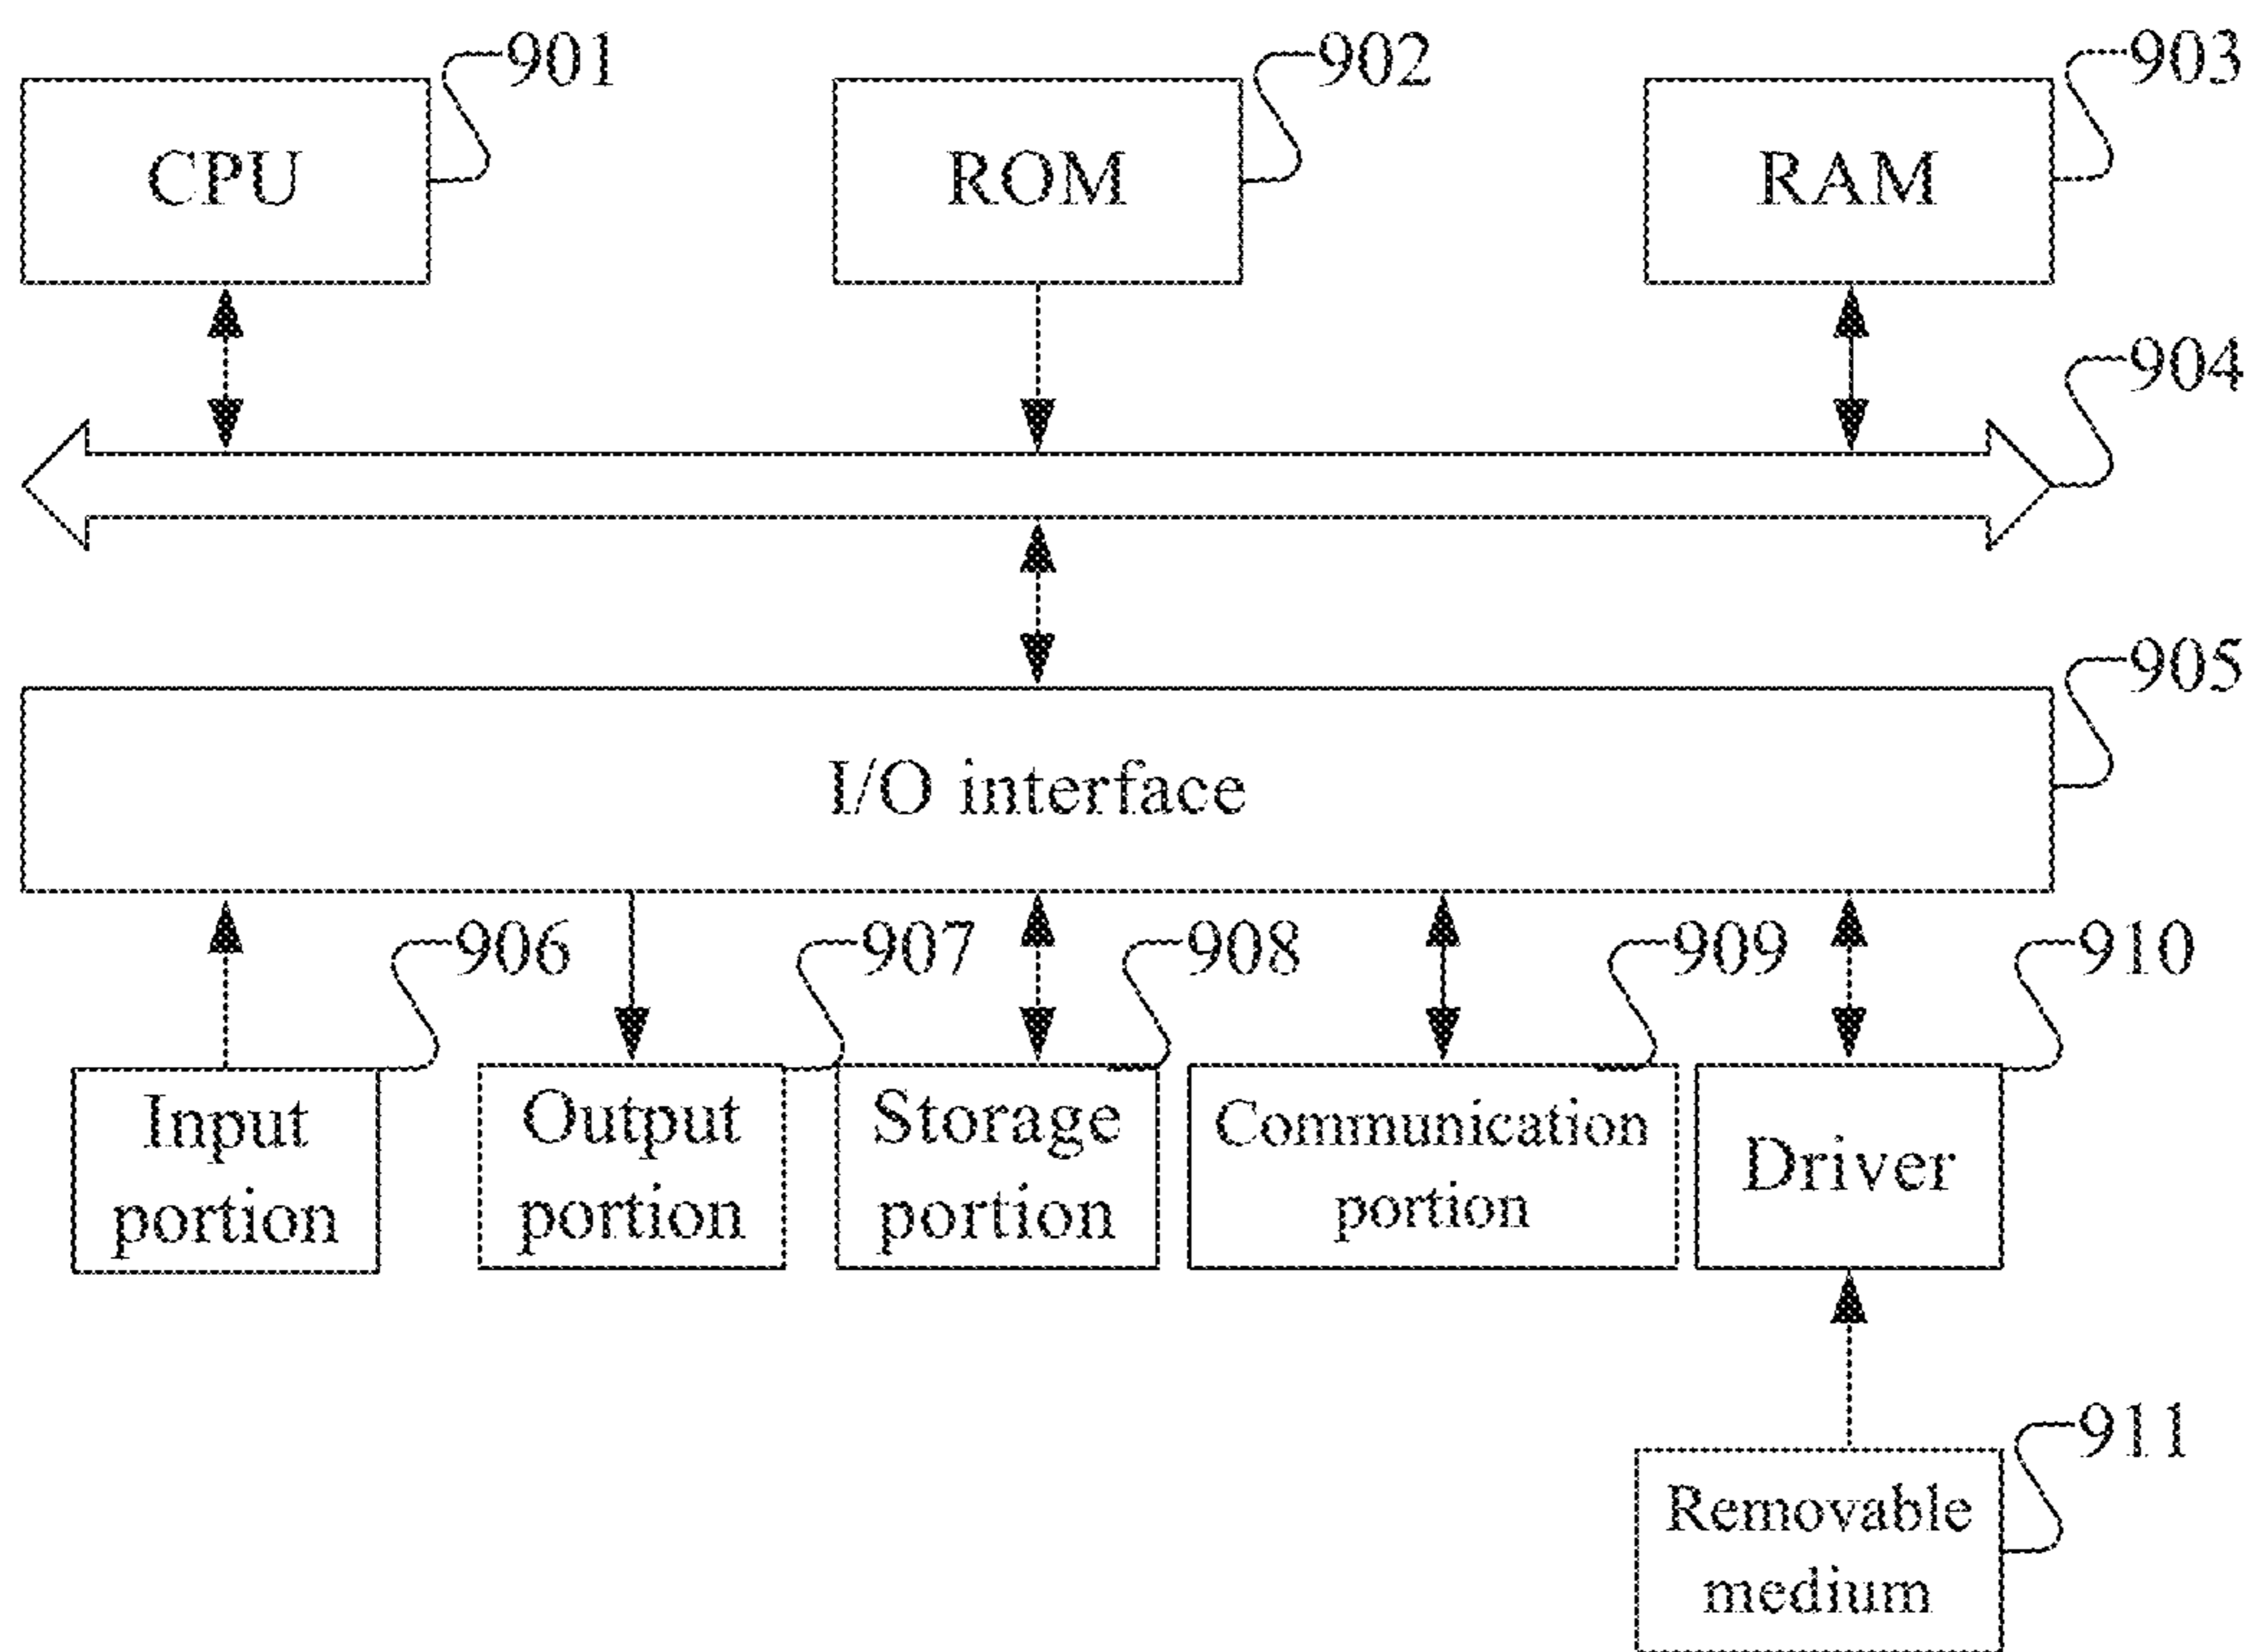 901
902
903
CPU
ROM
RAM
904
905
I/O interface
906
907
908
909
910
Input
portion
Output
portion
Storage
portion
Communication
portion
Driver
911
Removable
medium